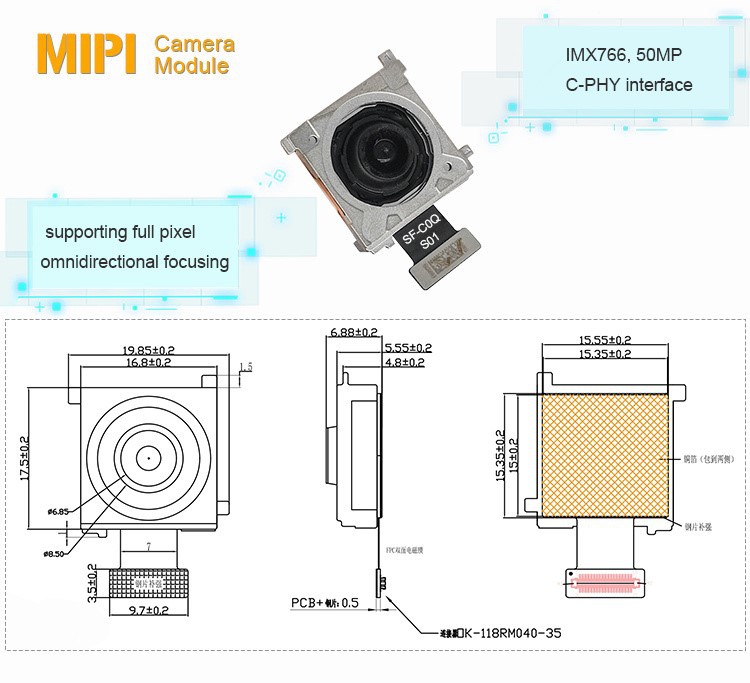 MIPI
Camera
Module
IMX766, 50MP
C-PHY interface
SF-C0Q
S01
supporting full pixel
omnidirectional focusing
19.85±0.2
16.8±0.2
1.5
17.5±0.2
ø6.85
ø8.50
7
钢片补强
3.5±0.2
9.7±0.2
6.88±0.2
5.55±0.2
4.8±0.2
FPC双面电磁膜
PCB+钢片: 0.5
连接器 K-118RM040-35
15.55±0.2
15.35±0.2
15.35±0.2
15±0.2
铜箔（包到两侧）
钢片补强